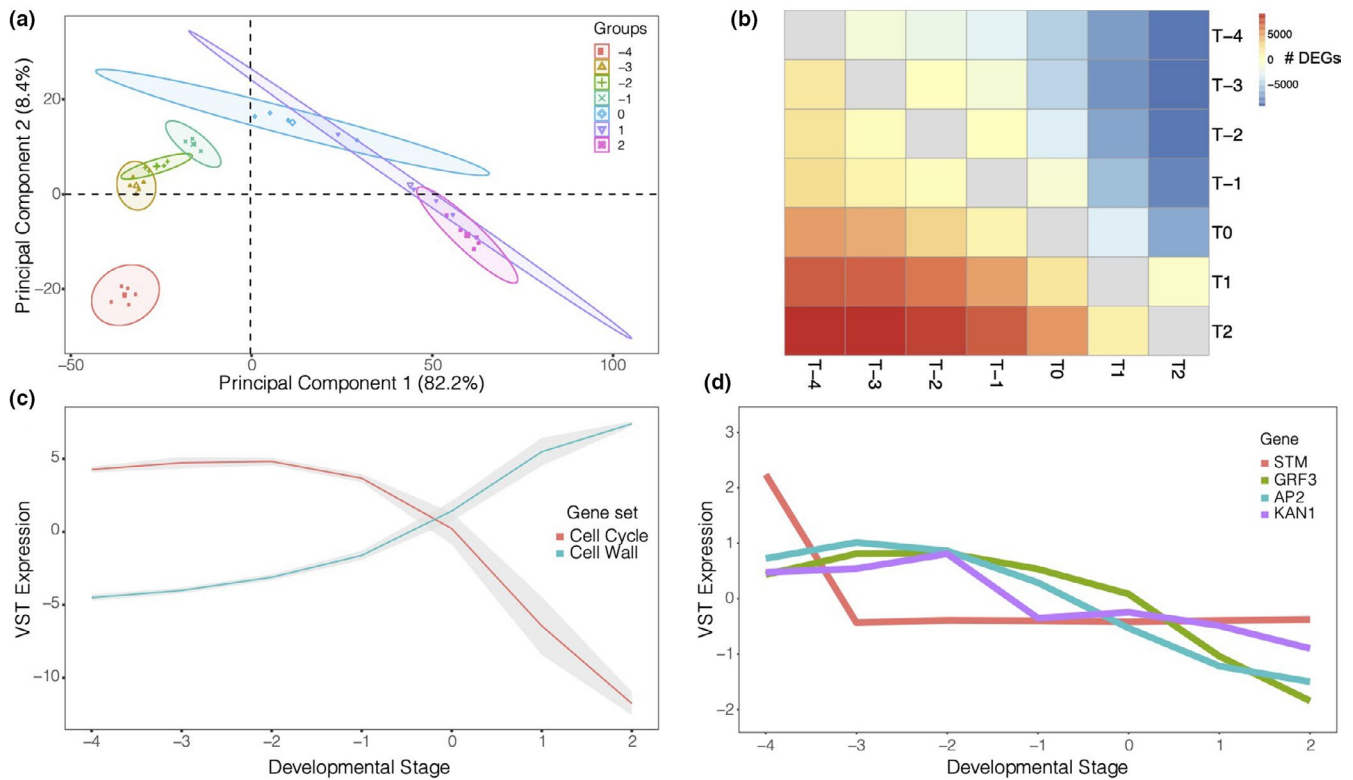 (a)
Groups
−4
−3
−2
−1
0
1
2
Principal Component 2 (8.4%)
20
0
−20
−50
0
50
100
Principal Component 1 (82.2%)
(b)
T−4
T−3
T−2
T−1
T0
T1
T2
5000
0
−5000
# DEGs
T−4
T−3
T−2
T−1
T0
T1
T2
(c)
VST Expression
5
0
−5
−10
Gene set
Cell Cycle
Cell Wall
−4
−3
−2
−1
0
1
2
Developmental Stage
(d)
VST Expression
3
2
1
0
−1
−2
Gene
STM
GRF3
AP2
KAN1
−4
−3
−2
−1
0
1
2
Developmental Stage